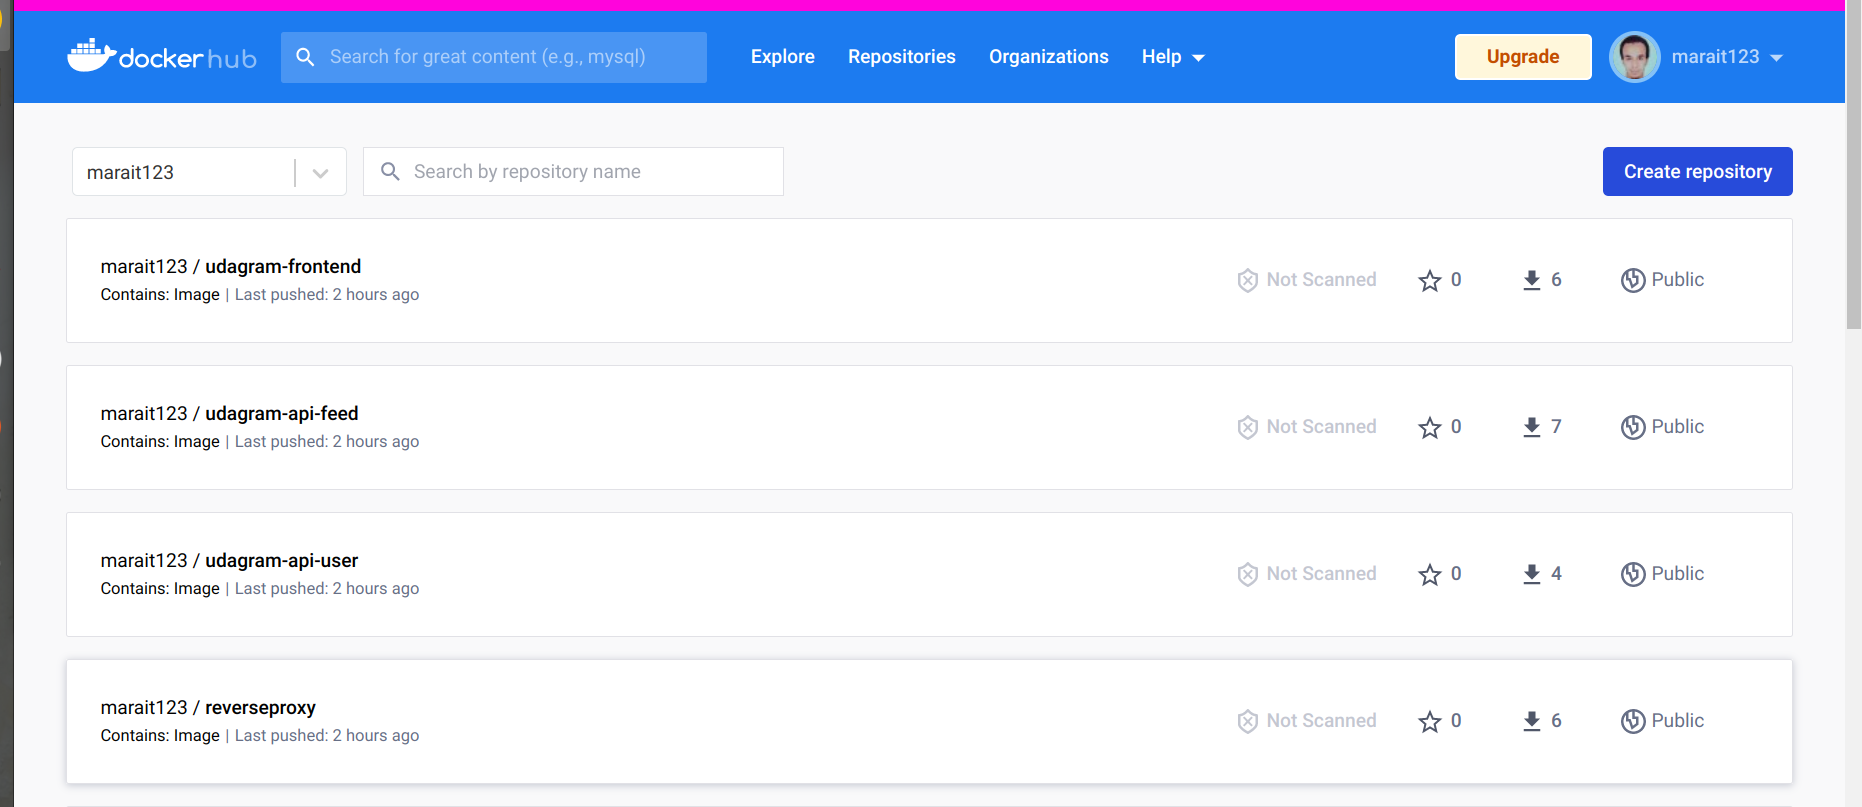 docker hub
Search for great content (e.g., mysql)
Explore
Repositories
Organizations
Help
Upgrade
marait123
marait123
Search by repository name
Create repository
marait123 / udagram-frontend
Contains: Image | Last pushed: 2 hours ago
Not Scanned
0
6
Public
marait123 / udagram-api-feed
Contains: Image | Last pushed: 2 hours ago
Not Scanned
0
7
Public
marait123 / udagram-api-user
Contains: Image | Last pushed: 2 hours ago
Not Scanned
0
4
Public
marait123 / reverseproxy
Contains: Image | Last pushed: 2 hours ago
Not Scanned
0
6
Public